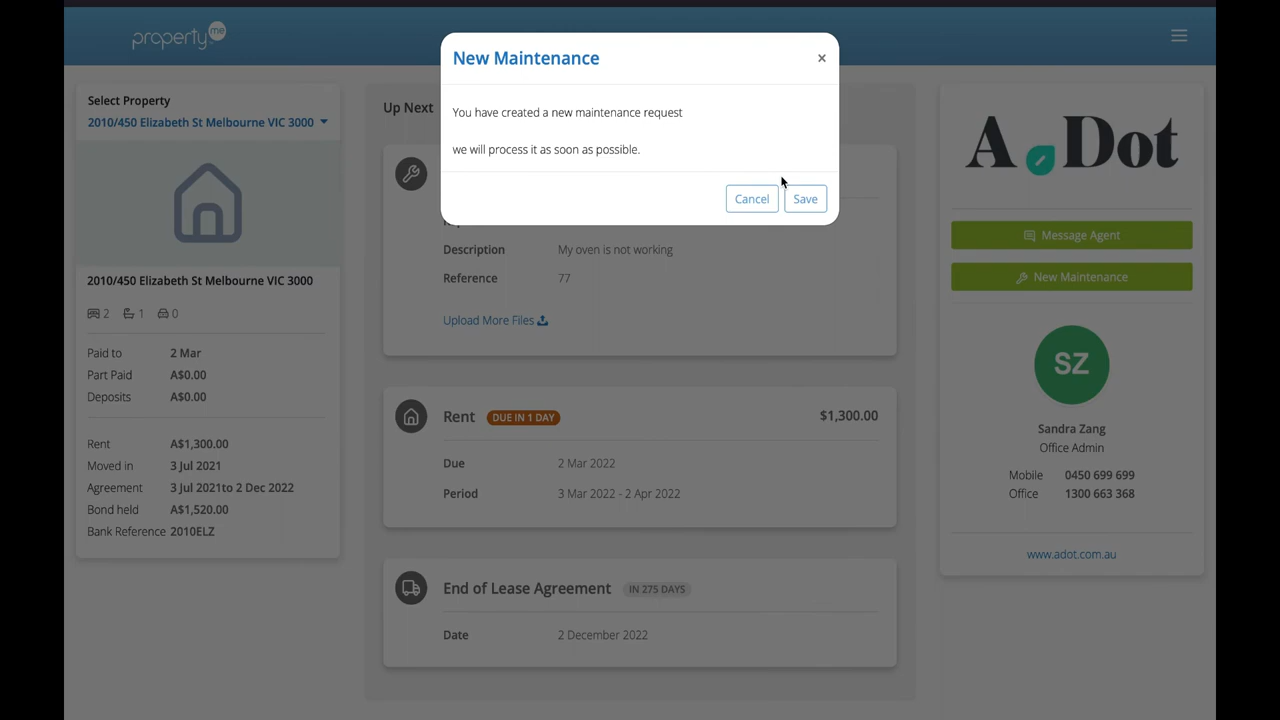 property me
New Maintenance
×
You have created a new maintenance request
we will process it as soon as possible.
Cancel
Save
Select Property
2010/450 Elizabeth St Melbourne VIC 3000
2010/450 Elizabeth St Melbourne VIC 3000
2
1
0
Paid to 2 Mar
Part Paid A$0.00
Deposits A$0.00
Rent A$1,300.00
Moved in 3 Jul 2021
Agreement 3 Jul 2021to 2 Dec 2022
Bond held A$1,520.00
Bank Reference 2010ELZ
Up Next
Description My oven is not working
Reference 77
Upload More Files
Rent DUE IN 1 DAY $1,300.00
Due 2 Mar 2022
Period 3 Mar 2022 - 2 Apr 2022
End of Lease Agreement IN 275 DAYS
Date 2 December 2022
A.Dot
Message Agent
New Maintenance
SZ
Sandra Zang
Office Admin
Mobile 0450 699 699
Office 1300 663 368
www.adot.com.au